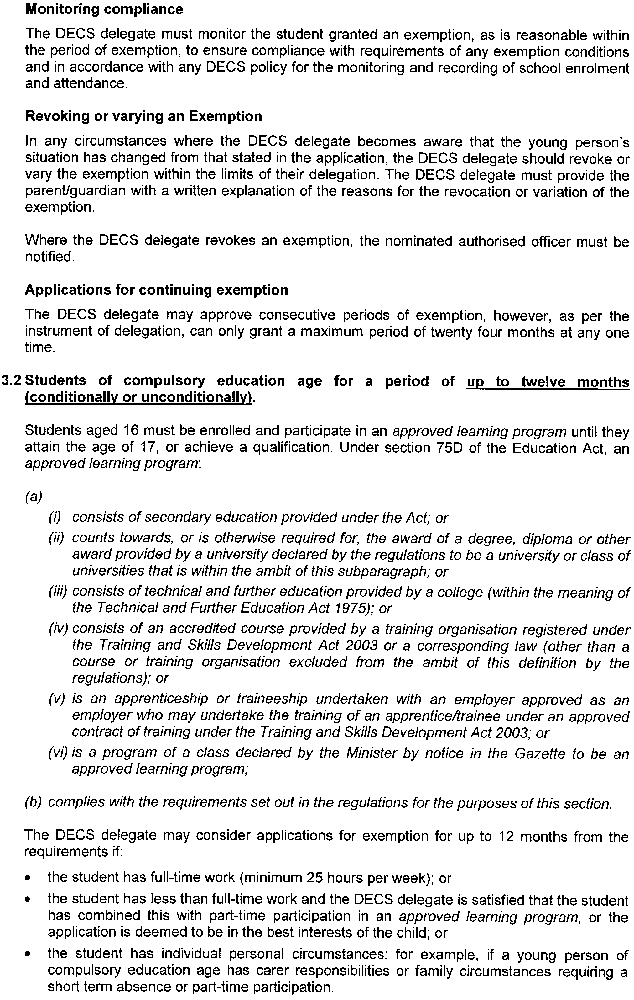 Monitoring compliance
The DECS delegate must monitor the student granted an exemption, as is reasonable within
the period of exemption, to ensure compliance with requirements of any exemption conditions
and in accordance with any DECS policy for the monitoring and recording of school enrolment
and attendance.
Revoking or varying an Exemption
In any circumstances where the DECS delegate becomes aware that the young person's
situation has changed from that stated in the application, the DECS delegate should revoke or
vary the exemption within the limits of their delegation. The DECS delegate must provide the
parent/guardian with a written explanation of the reasons for the revocation or variation of the
exemption.
Where the DECS delegate revokes an exemption, the nominated authorised officer must be
notified.
Applications for continuing exemption
The DECS delegate may approve consecutive periods of exemption, however, as per the
instrument of delegation, can only grant a maximum period of twenty four months at any one
time.
3.2 Students of compulsory education age for a period of up to twelve months
(conditionally or unconditionally).
Students aged 16 must be enrolled and participate in an approved learning program until they
attain the age of 17, or achieve a qualification. Under section 75D of the Education Act, an
approved learning program:
(a)
(i) consists of secondary education provided under the Act; or
(ii) counts towards, or is otherwise required for, the award of a degree, diploma or other
award provided by a university declared by the regulations to be a university or class of
universities that is within the ambit of this subparagraph; or
(iii) consists of technical and further education provided by a college (within the meaning of
the Technical and Further Education Act 1975); or
(iv) consists of an accredited course provided by a training organisation registered under
the Training and Skills Development Act 2003 or a corresponding law (other than a
course or training organisation excluded from the ambit of this definition by the
regulations); or
(v) is an apprenticeship or traineeship undertaken with an employer approved as an
employer who may undertake the training of an apprentice/trainee under an approved
contract of training under the Training and Skills Development Act 2003; or
(vi) is a program of a class declared by the Minister by notice in the Gazette to be an
approved learning program;
(b) complies with the requirements set out in the regulations for the purposes of this section.
The DECS delegate may consider applications for exemption for up to 12 months from the
requirements if:
• the student has full-time work (minimum 25 hours per week); or
• the student has less than full-time work and the DECS delegate is satisfied that the student
has combined this with part-time participation in an approved learning program, or the
application is deemed to be in the best interests of the child; or
• the student has individual personal circumstances: for example, if a young person of
compulsory education age has carer responsibilities or family circumstances requiring a
short term absence or part-time participation.